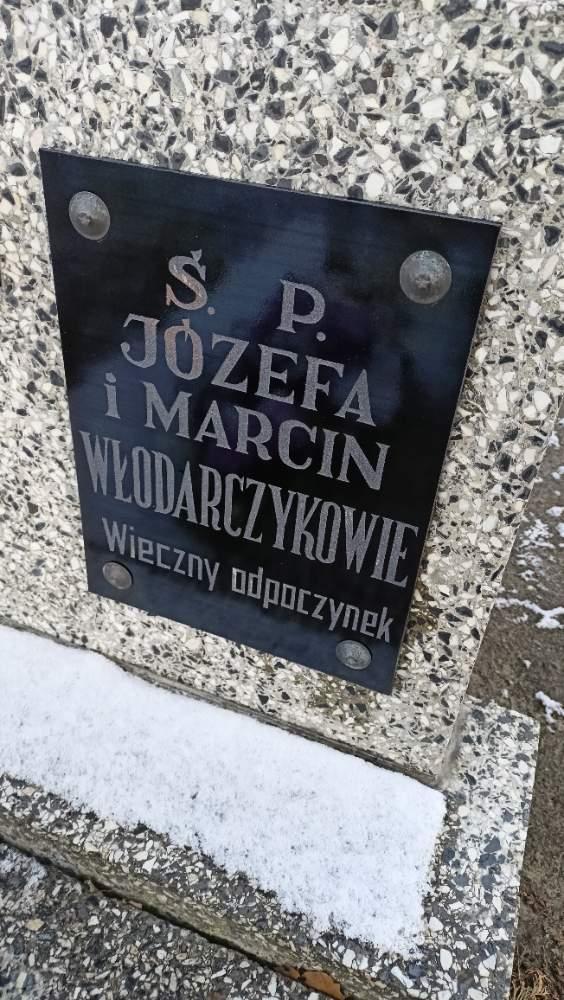 Ś. P.
JÓZEFA
i MARCIN
WŁODARCZYKOWIE
Wieczny odpoczynek